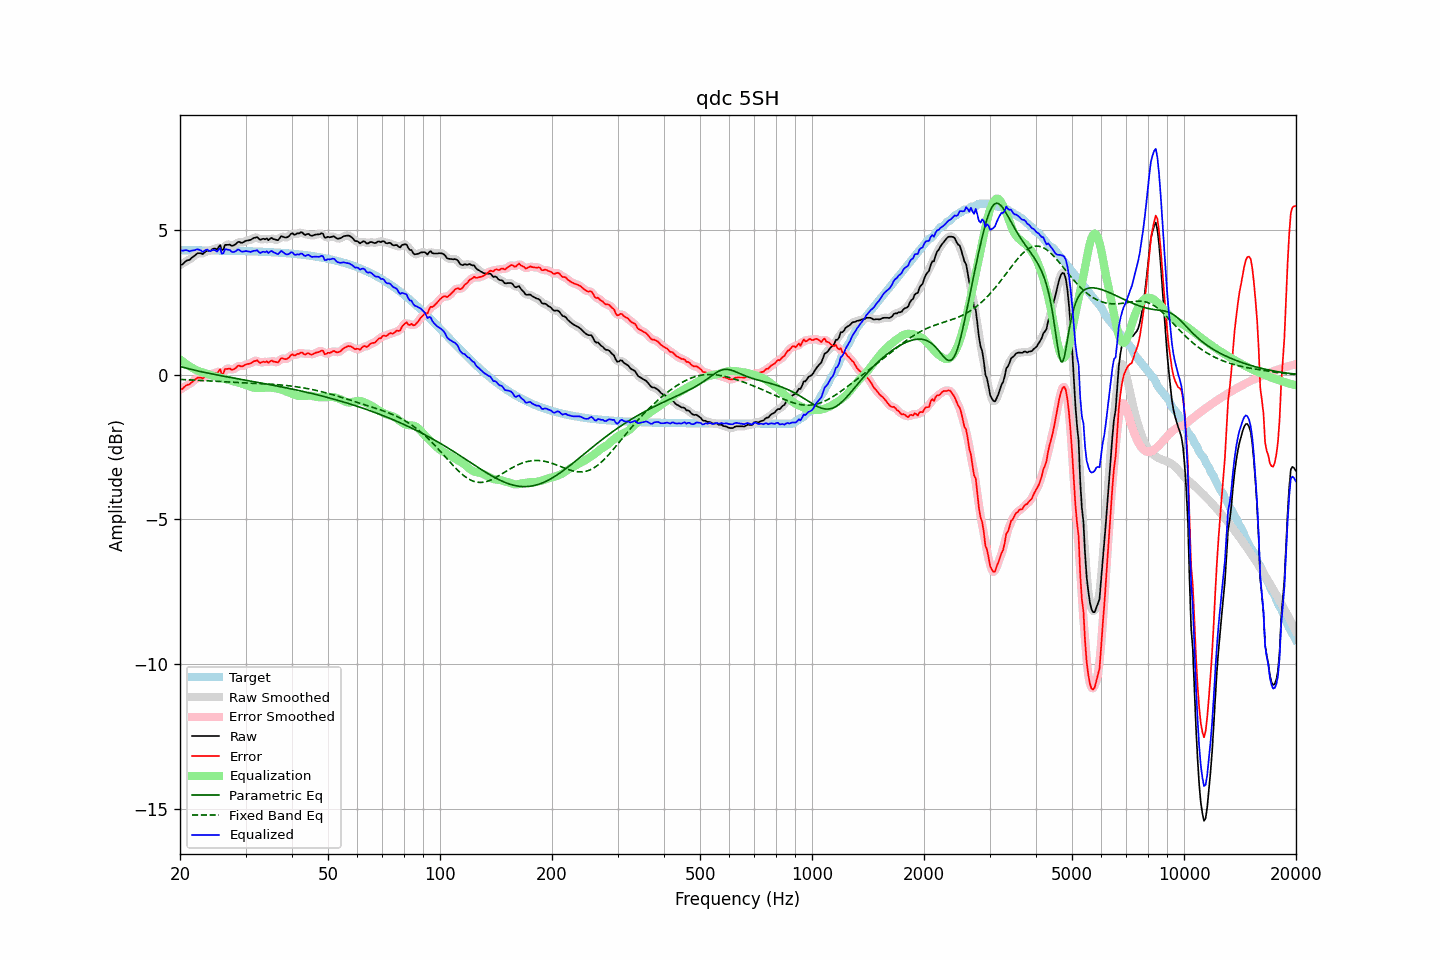 qdc 5SH
Amplitude (dBr)
5
0
−5
−10
−15
Target
Raw Smoothed
Error Smoothed
Raw
Error
Equalization
Parametric Eq
Fixed Band Eq
Equalized
20 50 100 200 500 1000 2000 5000 10000 20000
Frequency (Hz)